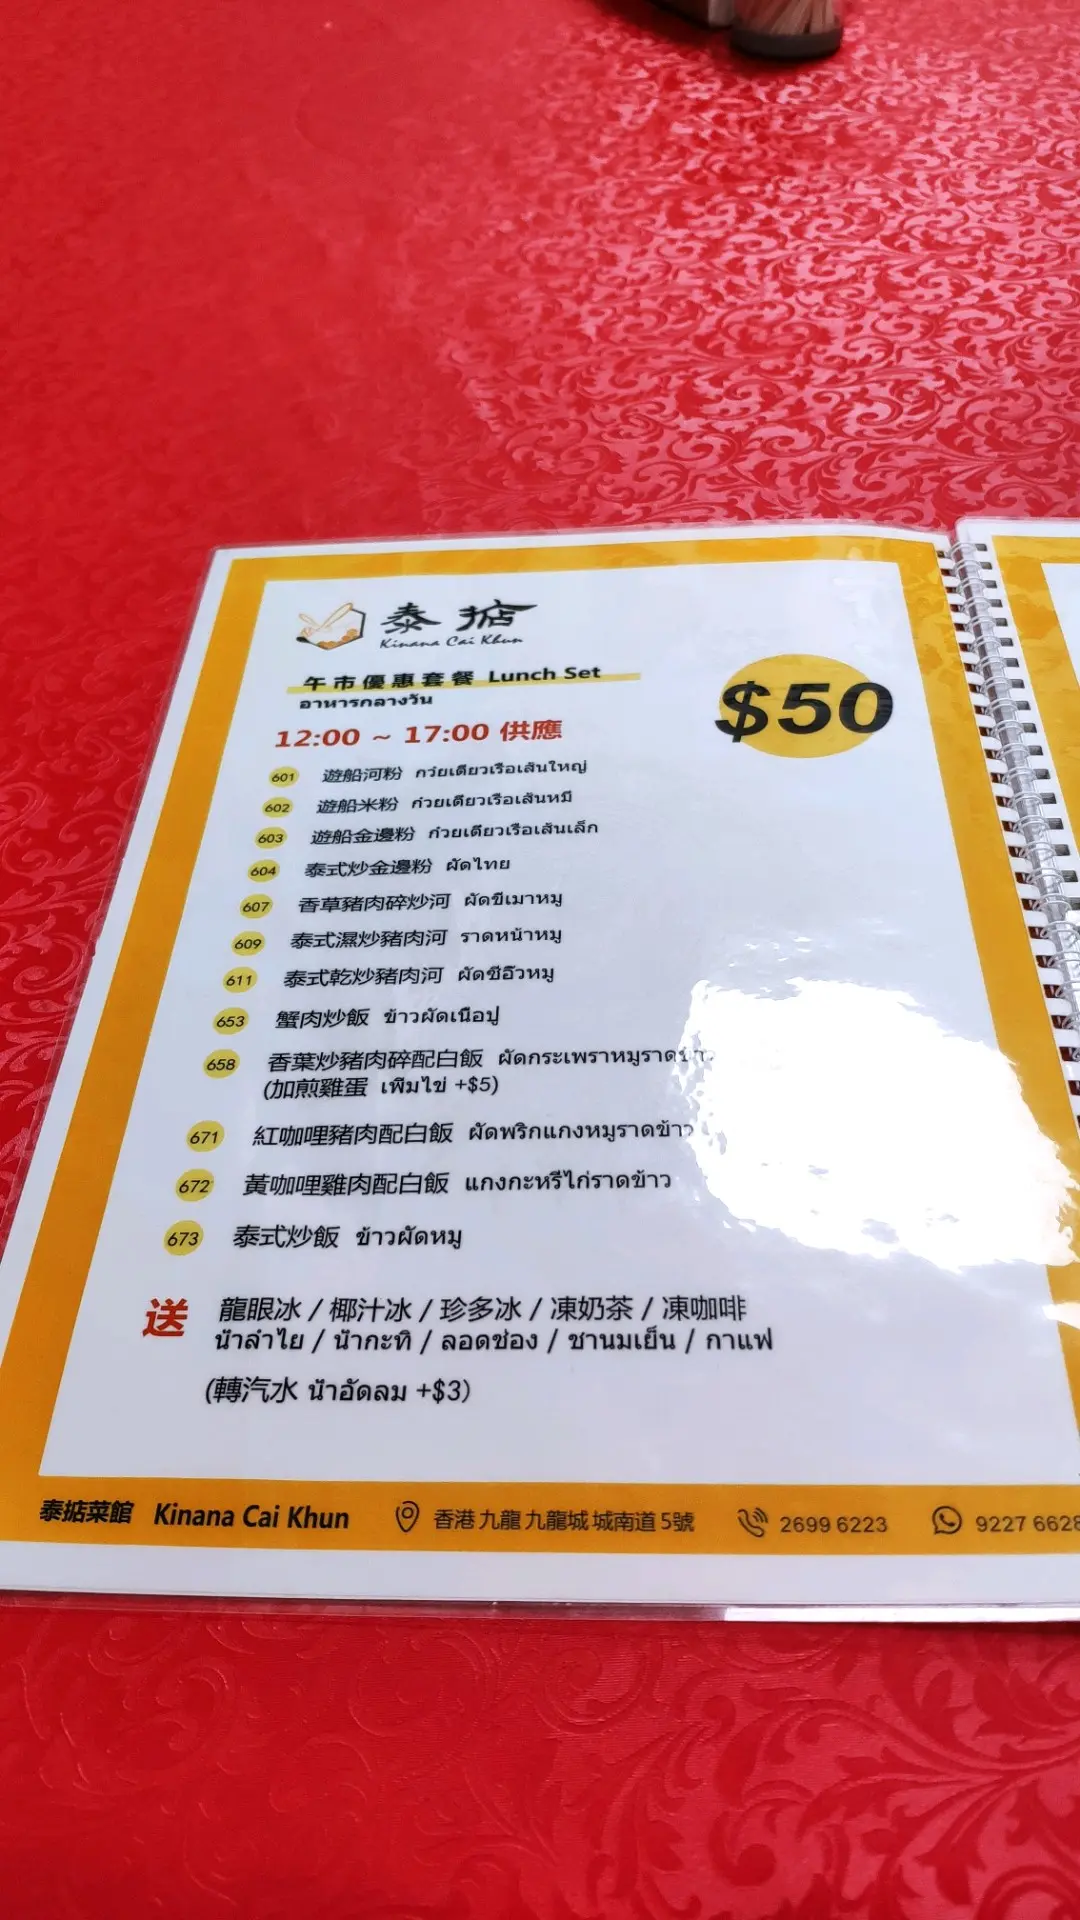 泰掂
Kinana Cai Khun
午市優惠套餐 Lunch Set
อาหารกลางวัน
$50
12:00 ~ 17:00 供應
601 遊船河粉 กว๋ยเตียวเรือเส้นใหญ่
602 遊船米粉 ก๋วยเตียวเรือเส้นหมี
603 遊船金邊粉 ก๋วยเตียวเรือเส้นเล็ก
604 泰式炒金邊粉 ผัดไทย
607 香草豬肉碎炒河 ผัดขีเมาหมู
609 泰式濕炒豬肉河 ราดหน้าหมู
611 泰式乾炒豬肉河 ผัดซีอิ๊วหมู
653 蟹肉炒飯 ข้าวผัดเนือปู
658 香葉炒豬肉碎配白飯 ผัดกระเพราหมูราดข้าว
(加煎雞蛋 เพิมไข่ +$5)
671 紅咖哩豬肉配白飯 ผัดพริกแกงหมูราดข้าว
672 黃咖哩雞肉配白飯 แกงกะหรีไก่ราดข้าว
673 泰式炒飯 ข้าวผัดหมู
送 龍眼冰 / 椰汁冰 / 珍多冰 / 凍奶茶 / 凍咖啡
น้าลำไย / น้ากะทิ / ลอดช่อง / ชานมเย็น / กาแฟ
(轉汽水 น้าอัดลม +$3)
泰掂菜館 Kinana Cai Khun 香港 九龍 九龍城 城南道 5號 2699 6223 9227 6628